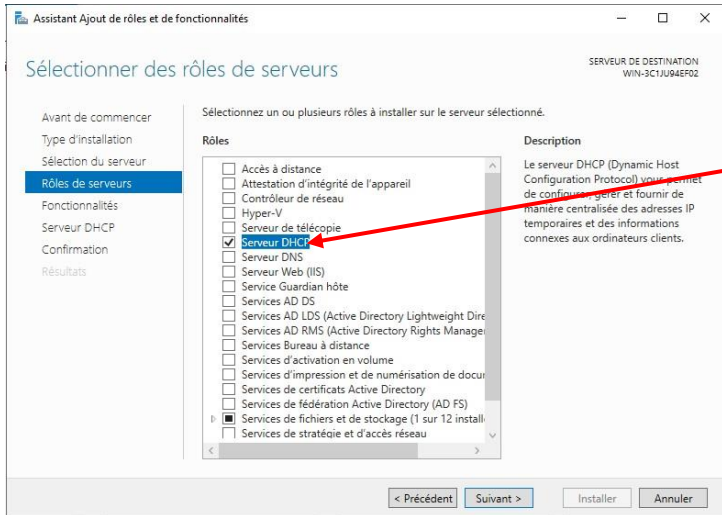 Assistant Ajout de rôles et de fonctionnalités
Sélectionner des rôles de serveurs
SERVEUR DE DESTINATION
WIN-3C1JU94EF02
Avant de commencer
Type d'installation
Sélection du serveur
Rôles de serveurs
Fonctionnalités
Serveur DHCP
Confirmation
Résultats
Sélectionnez un ou plusieurs rôles à installer sur le serveur sélectionné.
Rôles
Accès à distance
Attestation d'intégrité de l'appareil
Contrôleur de réseau
Hyper-V
Serveur de télécopie
Serveur DHCP
Serveur DNS
Serveur Web (IIS)
Service Guardian hôte
Services AD DS
Services AD LDS (Active Directory Lightweight Dire
Services AD RMS (Active Directory Rights Manage
Services Bureau à distance
Services d'activation en volume
Services d'impression et de numérisation de docu
Services de certificats Active Directory
Services de fédération Active Directory (AD FS)
Services de fichiers et de stockage (1 sur 12 install
Services de stratégie et d'accès réseau
Description
Le serveur DHCP (Dynamic Host
Configuration Protocol) vous permet
de configurer, gérer et fournir de
manière centralisée des adresses IP
temporaires et des informations
connexes aux ordinateurs clients.
< Précédent
Suivant >
Installer
Annuler